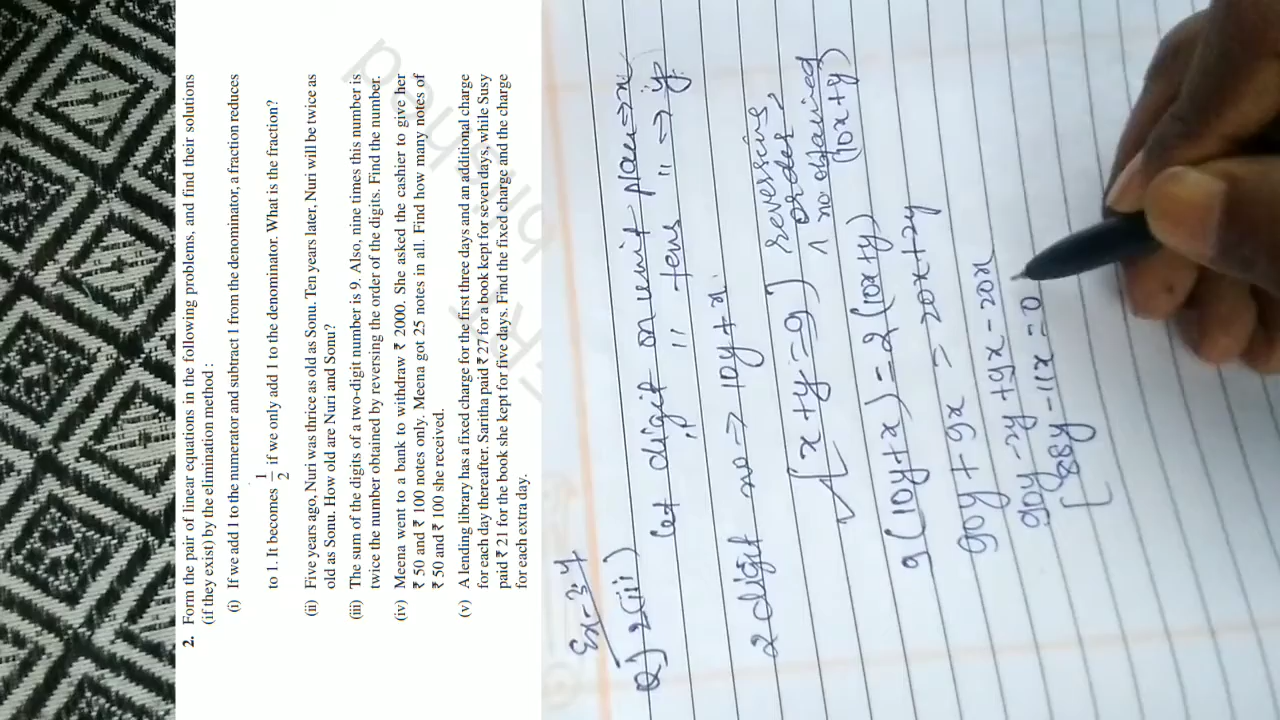 2. Form the pair of linear equations in the following problems, and find their solutions
(if they exist) by the elimination method :
(i) If we add 1 to the numerator and subtract 1 from the denominator, a fraction reduces
to 1. It becomes 1/2 if we only add 1 to the denominator. What is the fraction?
(ii) Five years ago, Nuri was thrice as old as Sonu. Ten years later, Nuri will be twice as
old as Sonu. How old are Nuri and Sonu?
(iii) The sum of the digits of a two-digit number is 9. Also, nine times this number is
twice the number obtained by reversing the order of the digits. Find the number.
(iv) Meena went to a bank to withdraw ₹ 2000. She asked the cashier to give her
₹ 50 and ₹ 100 notes only. Meena got 25 notes in all. Find how many notes of
₹ 50 and ₹ 100 she received.
(v) A lending library has a fixed charge for the first three days and an additional charge
for each day thereafter. Saritha paid ₹ 27 for a book kept for seven days, while Susy
paid ₹ 21 for the book she kept for five days. Find the fixed charge and the charge
for each extra day.
Ex-3.4
Q) 2(iii)
Let digit on unit place => x
" " tens " => y
2 digit no => 10y + x
[x + y = 9] reversing
order,
no obtained
(10x+y)
9(10y+x) = 2(10x+y)
90y + 9x = 20x+2y
90y - 2y + 9x - 20x
[88y - 11x = 0